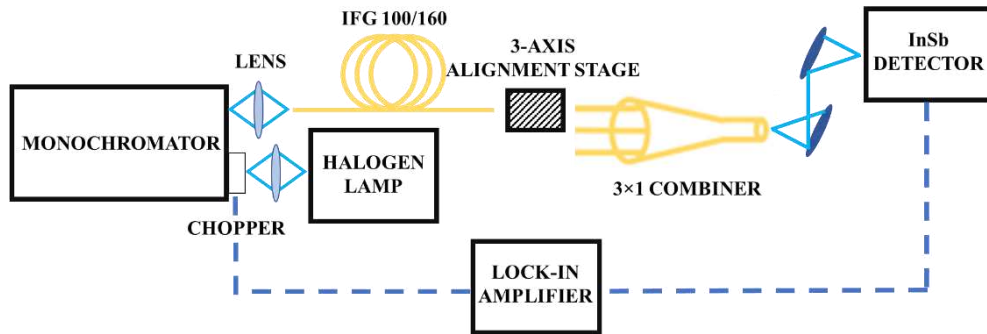 IFG 100/160
LENS
3-AXIS
ALIGNMENT STAGE
InSb
DETECTOR
MONOCHROMATOR
HALOGEN
LAMP
3×1 COMBINER
CHOPPER
LOCK-IN
AMPLIFIER